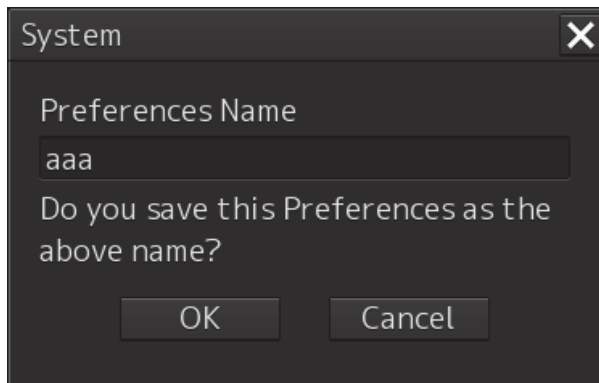 System
Preferences Name
aaa
Do you save this Preferences as the
above name?
OK
Cancel